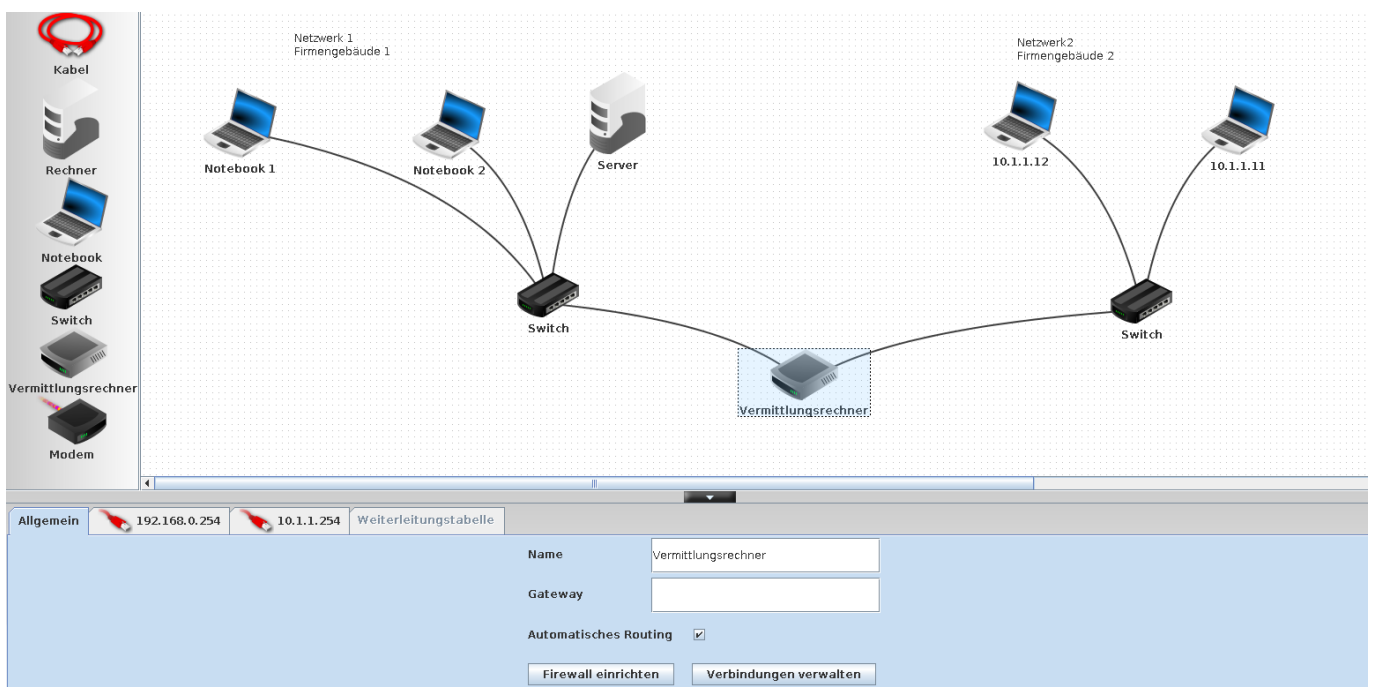 Kabel
Rechner
Notebook
Switch
Vermittlungsrechner
Modem
Netzwerk 1
Firmengebäude 1
Netzwerk2
Firmengebäude 2
Notebook 1
Notebook 2
Server
10.1.1.12
10.1.1.11
Switch
Switch
Vermittlungsrechner
Allgemein
192.168.0.254
10.1.1.254
Weiterleitungstabelle
Name
Vermittlungsrechner
Gateway
Automatisches Routing
Firewall einrichten
Verbindungen verwalten